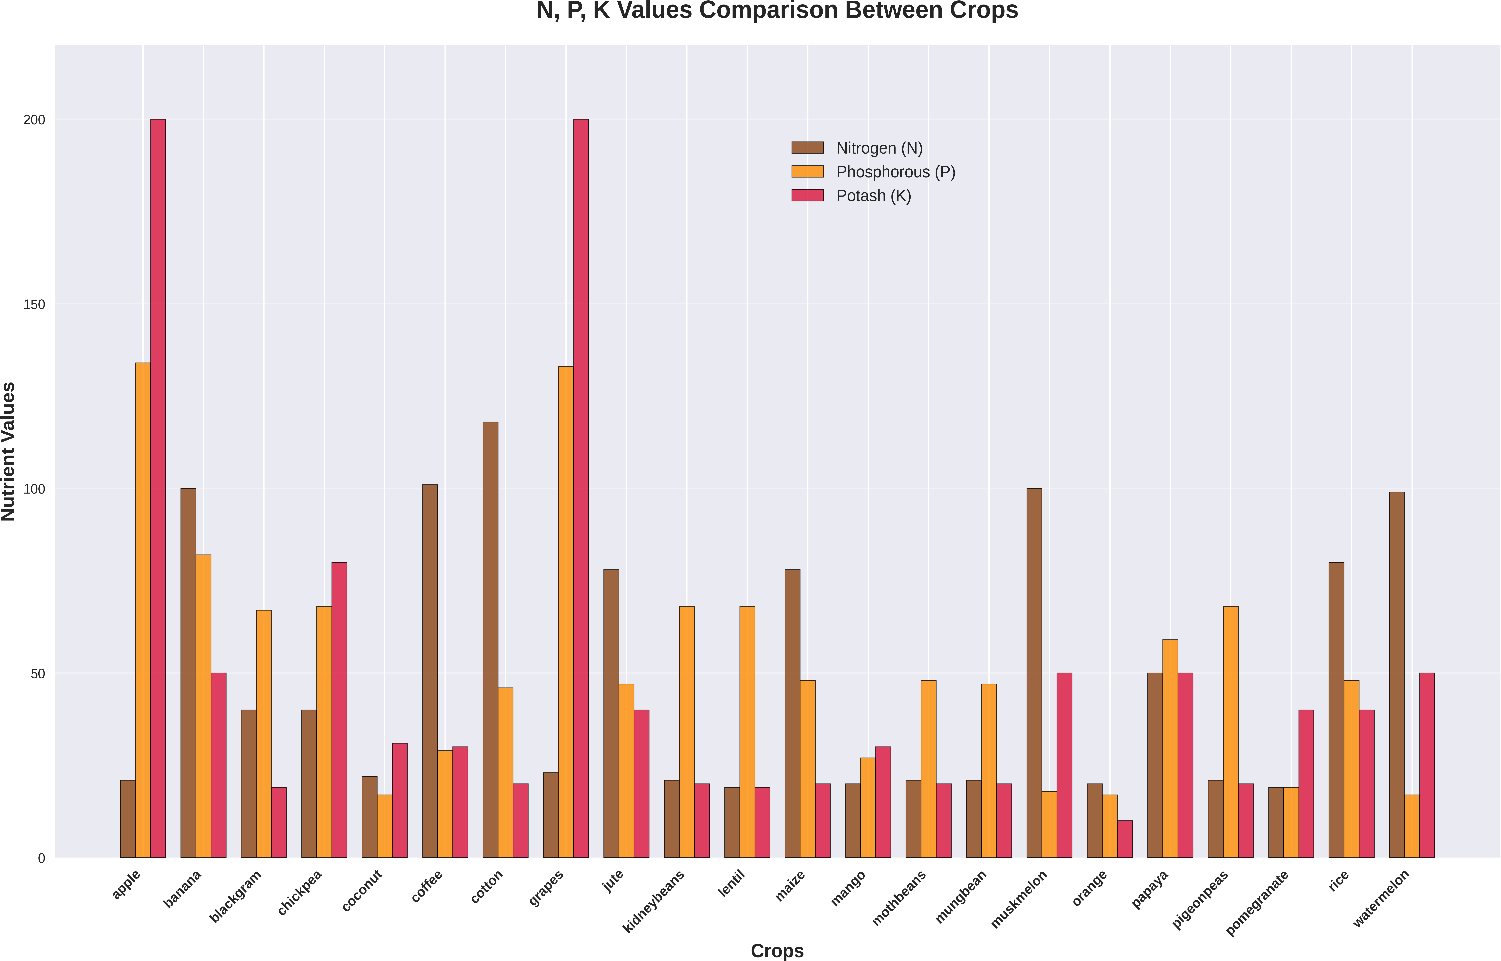 N, P, K Values Comparison Between Crops
Nutrient Values
200
150
100
50
0
Nitrogen (N)
Phosphorous (P)
Potash (K)
apple
banana
blackgram
chickpea
coconut
coffee
cotton
grapes
jute
kidneybeans
lentil
maize
mango
mothbeans
mungbean
muskmelon
orange
papaya
pigeonpeas
pomegranate
rice
watermelon
Crops